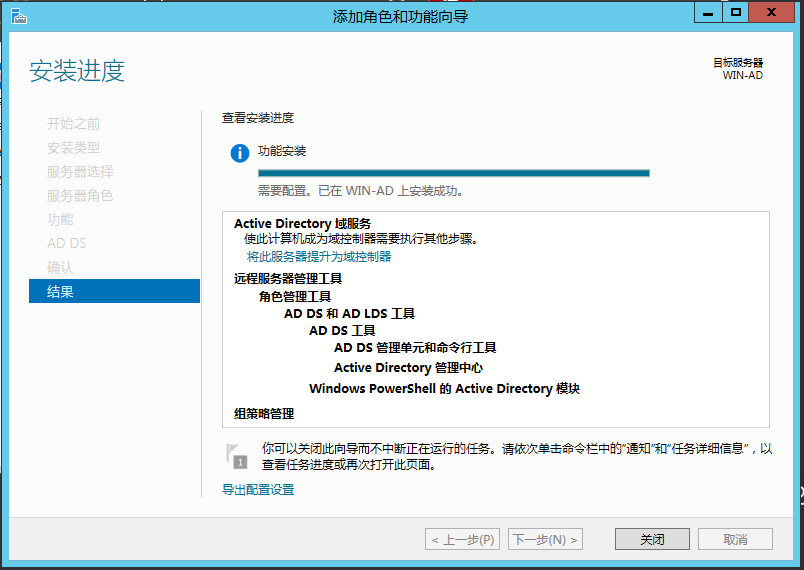 添加角色和功能向导
安装进度
目标服务器
WIN-AD
开始之前
安装类型
服务器选择
服务器角色
功能
AD DS
确认
结果
查看安装进度
功能安装
需要配置。已在 WIN-AD 上安装成功。
Active Directory 域服务
使此计算机成为域控制器需要执行其他步骤。
将此服务器提升为域控制器
远程服务器管理工具
角色管理工具
AD DS 和 AD LDS 工具
AD DS 工具
AD DS 管理单元和命令行工具
Active Directory 管理中心
Windows PowerShell 的 Active Directory 模块
组策略管理
1
你可以关闭此向导而不中断正在运行的任务。请依次单击命令栏中的“通知”和“任务详细信息”，以
查看任务进度或再次打开此页面。
导出配置设置
< 上一步(P)
下一步(N) >
关闭
取消